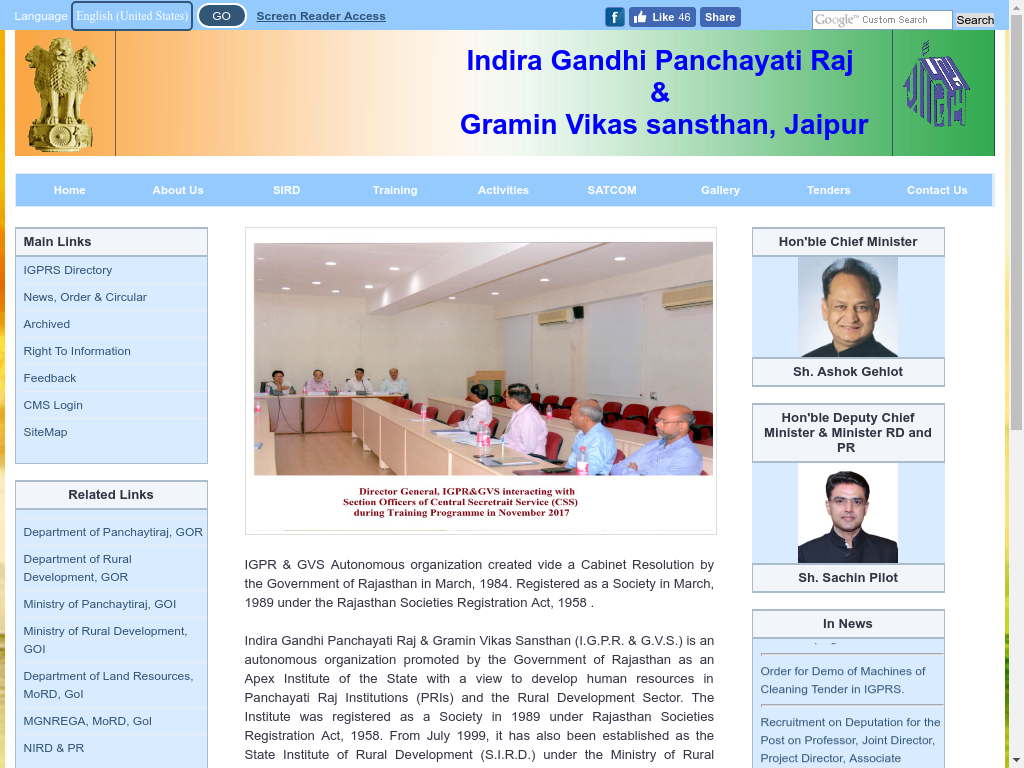 Language English (United States) GO Screen Reader Access Like 46 Share Google Custom Search Search
Indira Gandhi Panchayati Raj
&
Gramin Vikas sansthan, Jaipur
Home About Us SIRD Training Activities SATCOM Gallery Tenders Contact Us
Main Links
IGPRS Directory
News, Order & Circular
Archived
Right To Information
Feedback
CMS Login
SiteMap
Related Links
Department of Panchaytiraj, GOR
Department of Rural
Development, GOR
Ministry of Panchaytiraj, GOI
Ministry of Rural Development,
GOI
Department of Land Resources,
MoRD, GoI
MGNREGA, MoRD, GoI
NIRD & PR
Director General, IGPR&GVS interacting with
Section Officers of Central Secretrait Service (CSS)
during Training Programme in November 2017
IGPR & GVS Autonomous organization created vide a Cabinet Resolution by
the Government of Rajasthan in March, 1984. Registered as a Society in March,
1989 under the Rajasthan Societies Registration Act, 1958 .
Indira Gandhi Panchayati Raj & Gramin Vikas Sansthan (I.G.P.R. & G.V.S.) is an
autonomous organization promoted by the Government of Rajasthan as an
Apex Institute of the State with a view to develop human resources in
Panchayati Raj Institutions (PRIs) and the Rural Development Sector. The
Institute was registered as a Society in 1989 under Rajasthan Societies
Registration Act, 1958. From July 1999, it has also been established as the
State Institute of Rural Development (S.I.R.D.) under the Ministry of Rural
Hon'ble Chief Minister
Sh. Ashok Gehlot
Hon'ble Deputy Chief
Minister & Minister RD and
PR
Sh. Sachin Pilot
In News
Order for Demo of Machines of
Cleaning Tender in IGPRS.
Recruitment on Deputation for the
Post on Professor, Joint Director,
Project Director, Associate